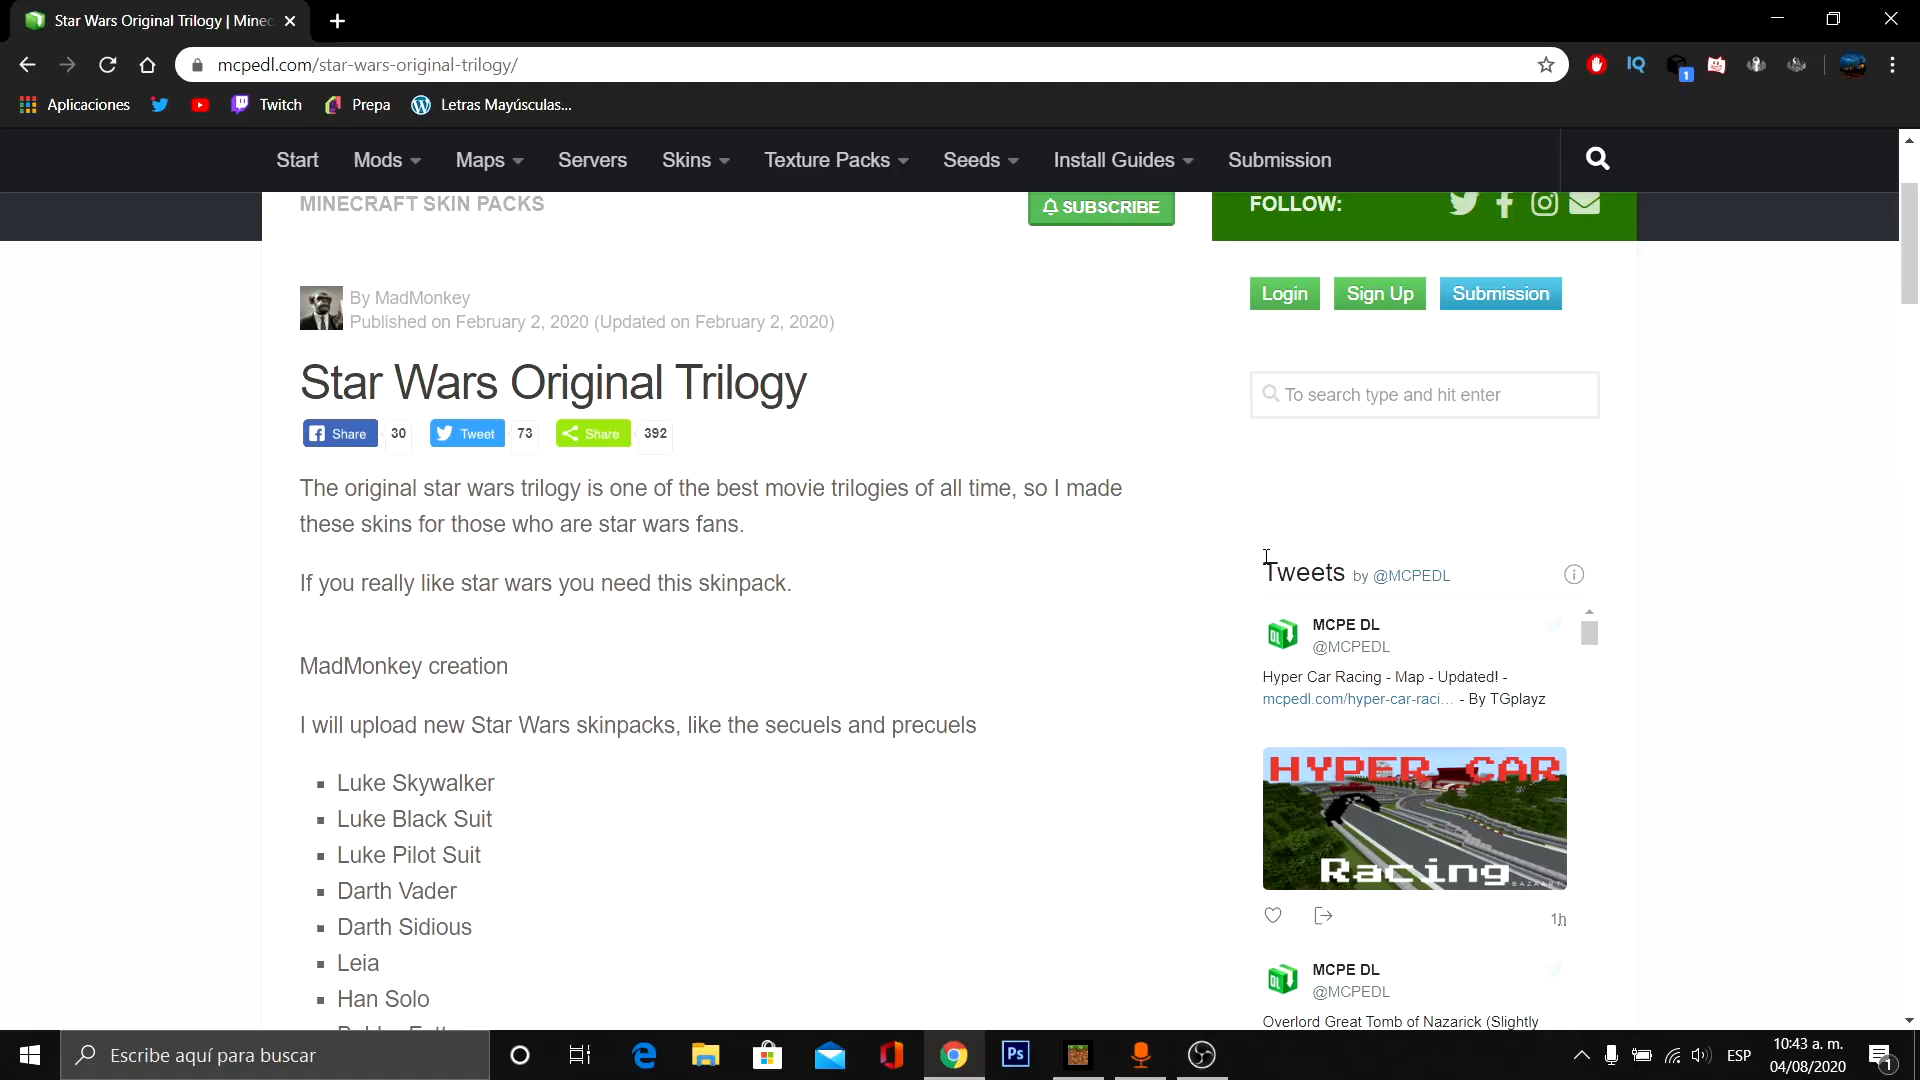 Star Wars Original Trilogy | Minec
mcpedl.com/star-wars-original-trilogy/
IQ
1
Aplicaciones
Twitch
Prepa
Letras Mayúsculas...
Start
Mods
Maps
Servers
Skins
Texture Packs
Seeds
Install Guides
Submission
MINECRAFT SKIN PACKS
SUBSCRIBE
FOLLOW:
By MadMonkey
Published on February 2, 2020 (Updated on February 2, 2020)
Login
Sign Up
Submission
Star Wars Original Trilogy
Share
30
Tweet
73
Share
392
To search type and hit enter
The original star wars trilogy is one of the best movie trilogies of all time, so I made
these skins for those who are star wars fans.
If you really like star wars you need this skinpack.
MadMonkey creation
I will upload new Star Wars skinpacks, like the secuels and precuels
Luke Skywalker
Luke Black Suit
Luke Pilot Suit
Darth Vader
Darth Sidious
Leia
Han Solo
Tweets by @MCPEDL
DL
MCPE DL
@MCPEDL
Hyper Car Racing - Map - Updated! -
mcpedl.com/hyper-car-raci... - By TGplayz
HYPER CAR
Racing
BAZAART
1h
DL
MCPE DL
@MCPEDL
Overlord Great Tomb of Nazarick (Slightly
Escribe aquí para buscar
Ps
ESP
10:43 a. m.
04/08/2020
1